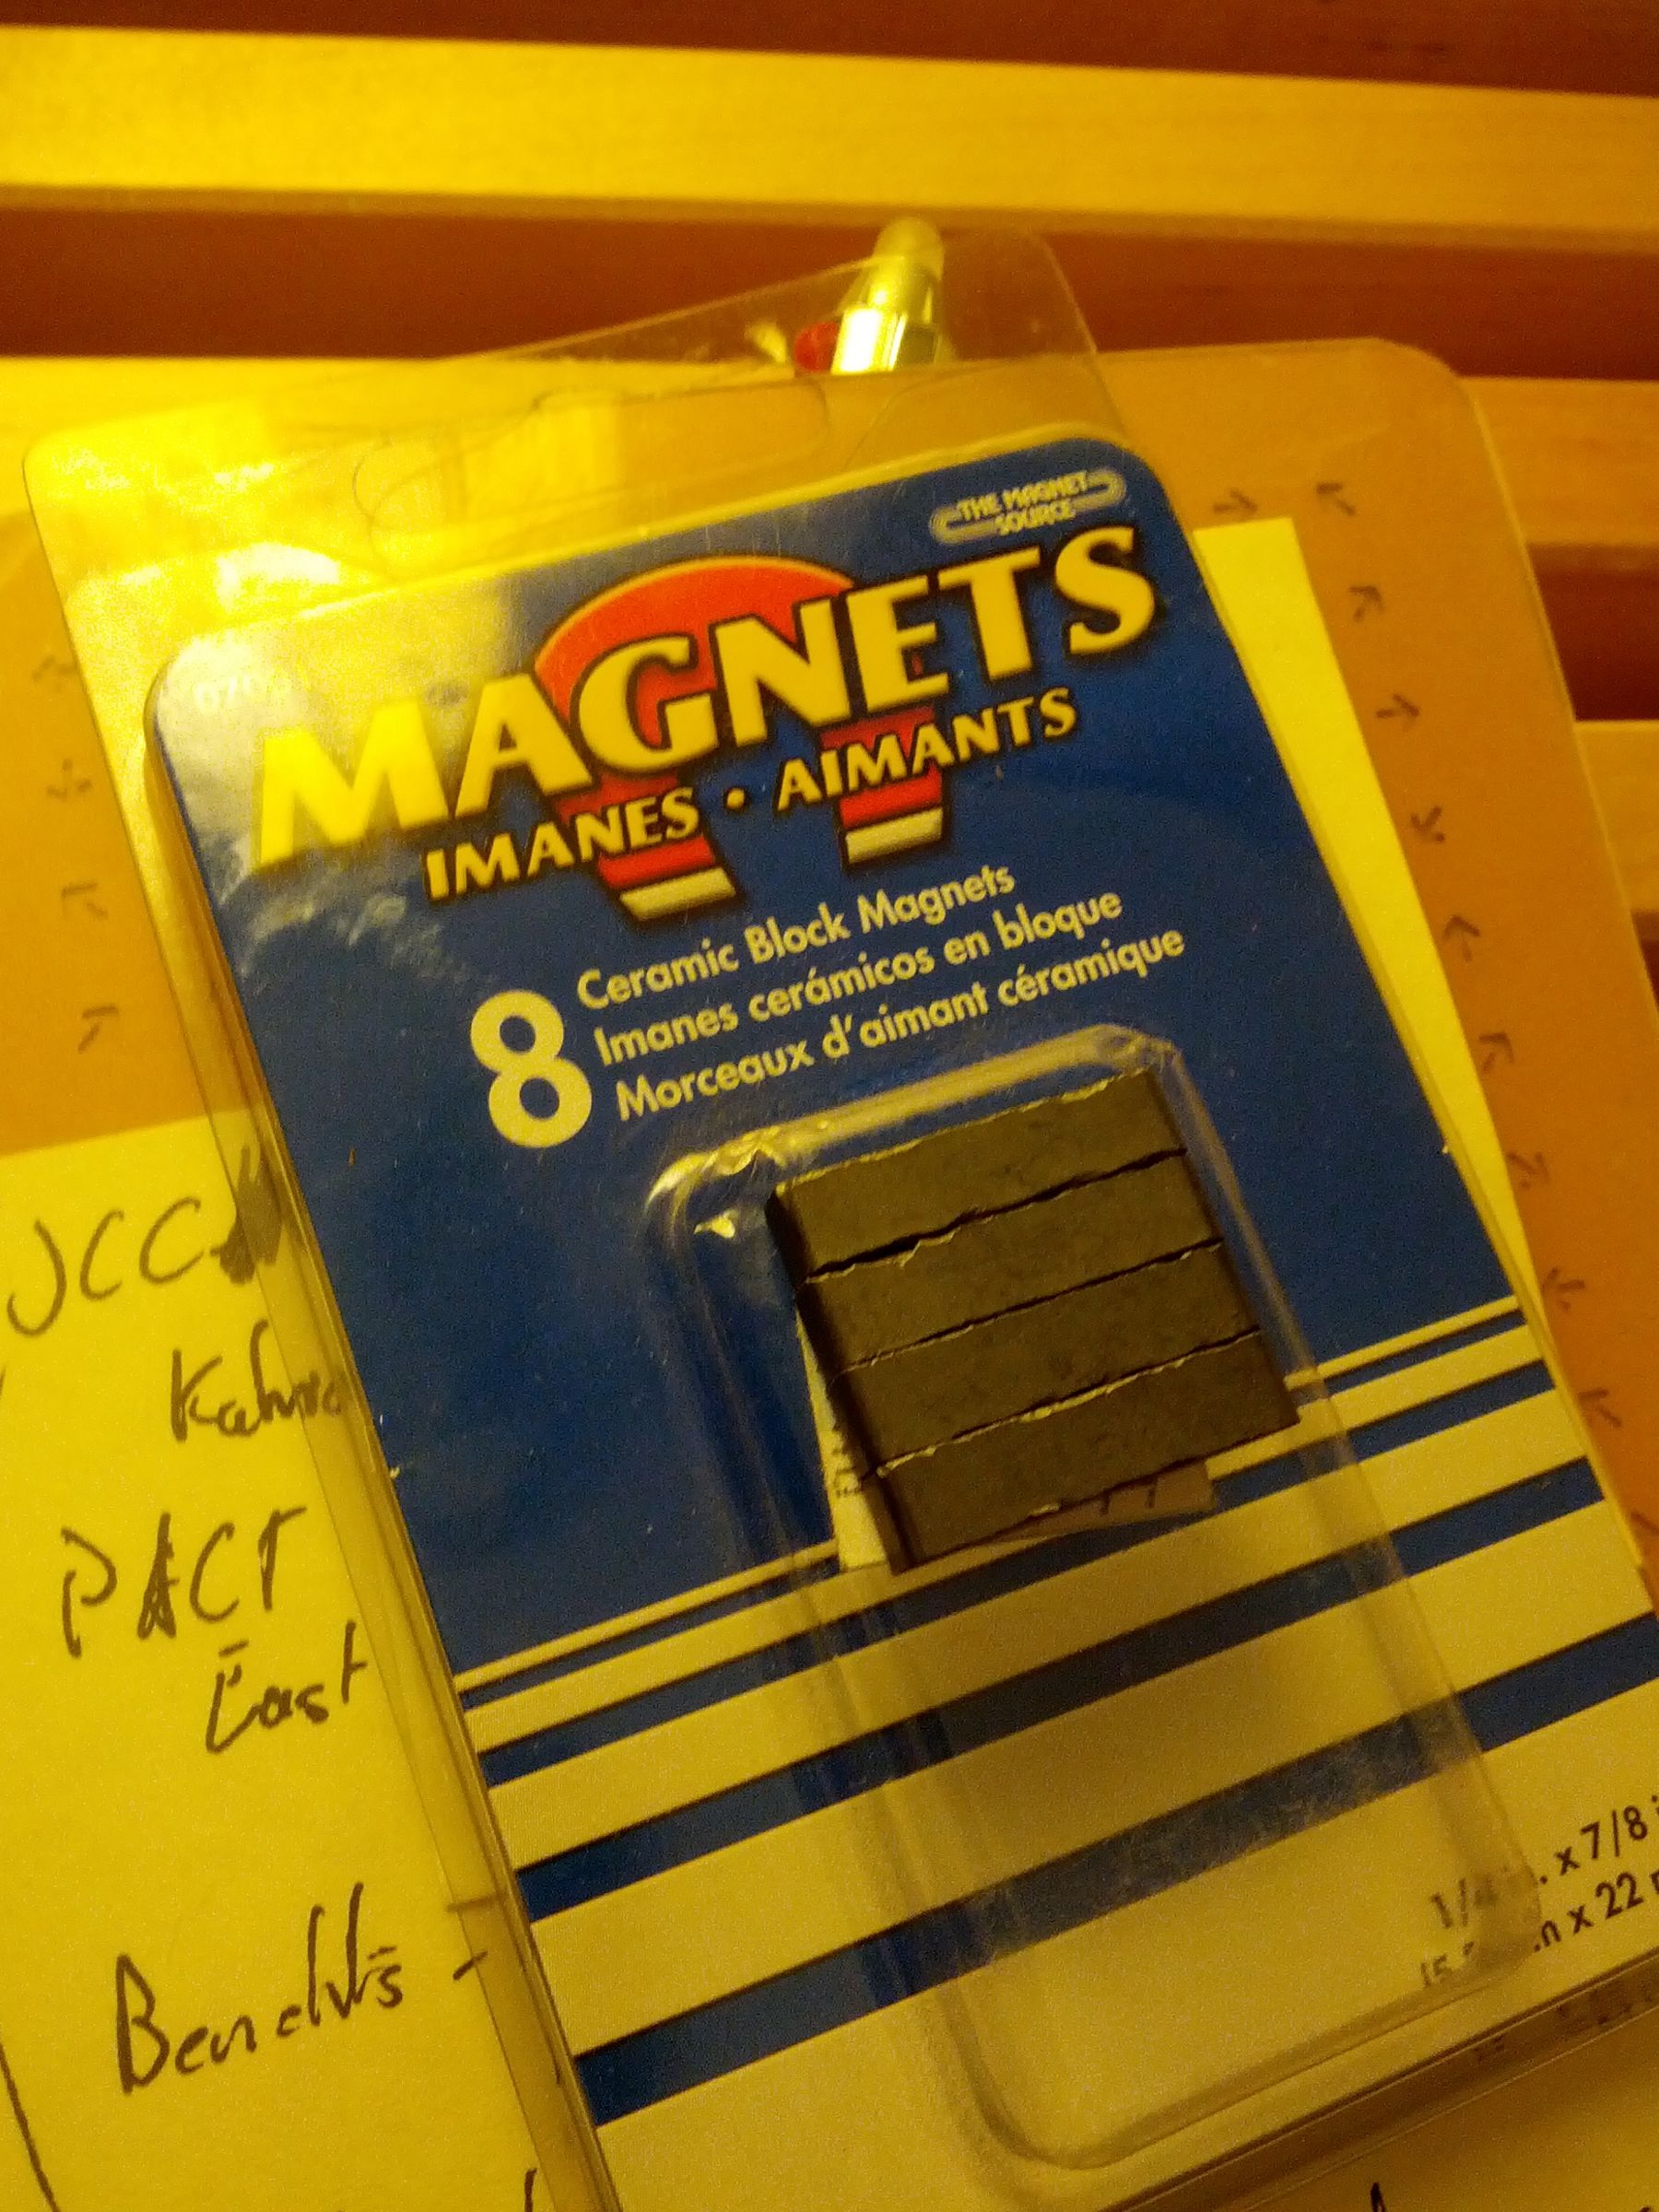 THE MAGNET
SOURCE
MAGNETS
IMANES • AIMANTS
8
Ceramic Block Magnets
Imanes cerámicos en bloque
Morceaux d'aimant céramique
JCC
PACT
East
x 7/8
x 22